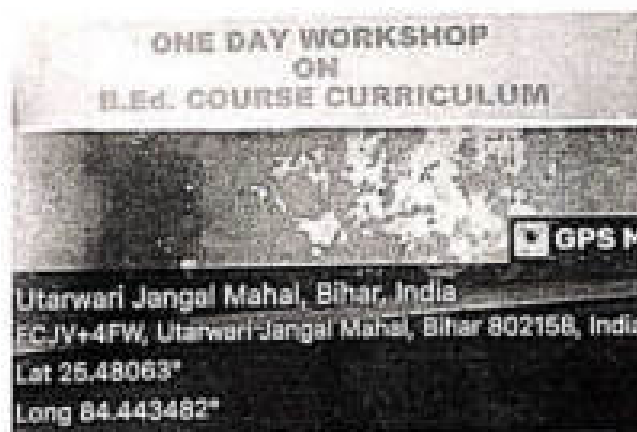 ONE DAY WORKSHOP
ON
B.Ed. COURSE CURRICULUM
GPS
Utarwari Jangal Mahal, Bihar, India
FCJV+4FW, Utarwari-Jangal Mahal, Bihar 802158, India
Lat 25.48063°
Long 84.443482°